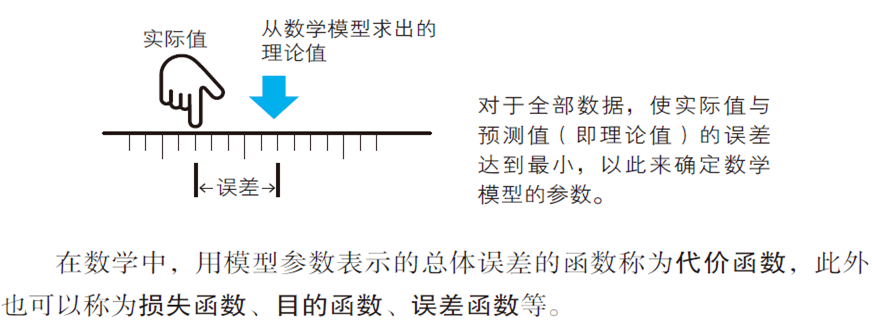 实际值
从数学模型求出的
理论值
误差
对于全部数据，使实际值与
预测值（即理论值）的误差
达到最小，以此来确定数学
模型的参数。
在数学中，用模型参数表示的总体误差的函数称为代价函数，此外
也可以称为损失函数、目的函数、误差函数等。